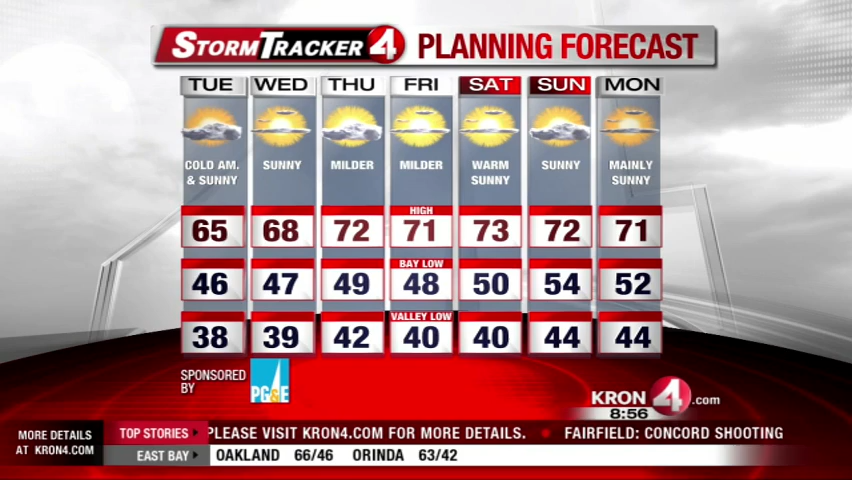 STORMTRACKER 4 PLANNING FORECAST
TUE WED THU FRI SAT SUN MON
COLD AM. & SUNNY
SUNNY
MILDER
MILDER
WARM SUNNY
SUNNY
MAINLY SUNNY
HIGH
65 68 72 71 73 72 71
BAY LOW
46 47 49 48 50 54 52
VALLEY LOW
38 39 42 40 40 44 44
SPONSORED BY
PG&E
KRON 4.com
8:56
MORE DETAILS AT KRON4.COM
TOP STORIES PLEASE VISIT KRON4.COM FOR MORE DETAILS. FAIRFIELD: CONCORD SHOOTING
EAST BAY OAKLAND 66/46 ORINDA 63/42